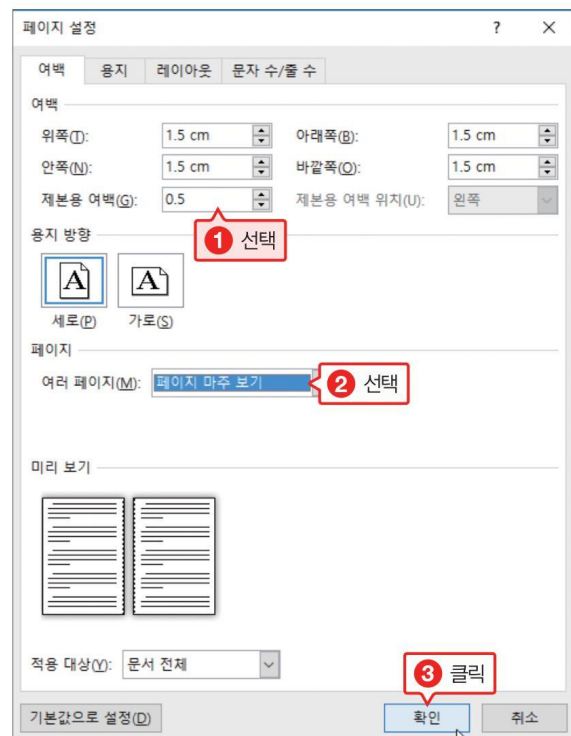 페이지 설정 ? ×
여백 용지 레이아웃 문자 수/줄 수
여백
위쪽(T): 1.5 cm 아래쪽(B): 1.5 cm
안쪽(N): 1.5 cm 바깥쪽(O): 1.5 cm
제본용 여백(G): 0.5 제본용 여백 위치(U): 왼쪽
1 선택
용지 방향
A A
세로(P) 가로(S)
페이지
여러 페이지(M): 페이지 마주 보기 2 선택
미리 보기
적용 대상(Y): 문서 전체
3 클릭
기본값으로 설정(D) 확인 취소